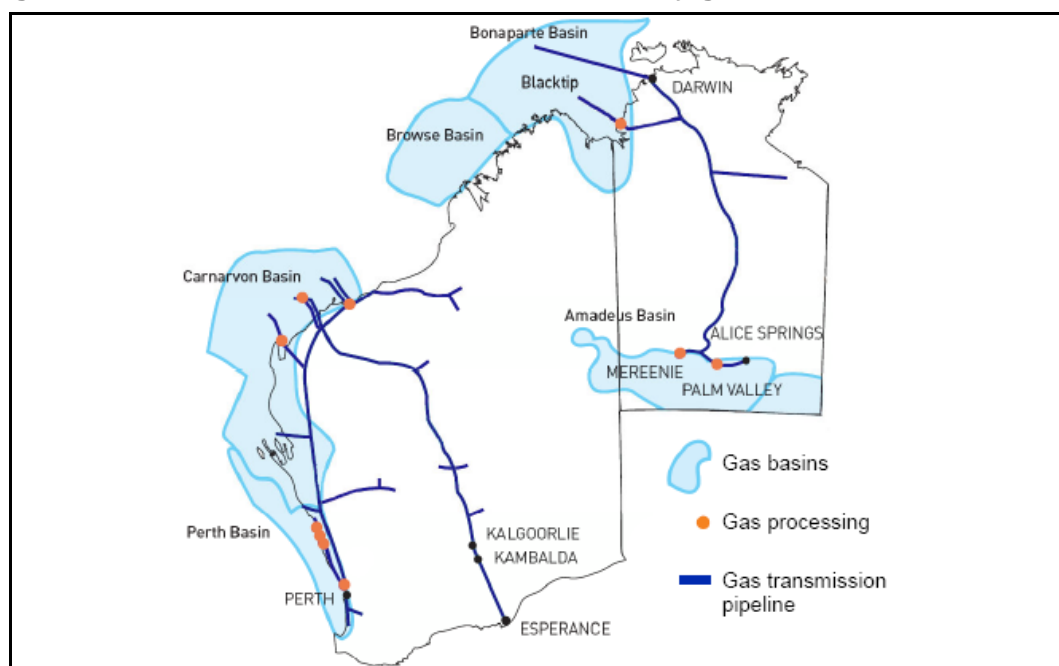 Bonaparte Basin
DARWIN
Blacktip
Browse Basin
Carnarvon Basin
Amadeus Basin
ALICE SPRINGS
MEREENIE
PALM VALLEY
Gas basins
Gas processing
Perth Basin
KALGOORLIE
KAMBALDA
Gas transmission
pipeline
PERTH
ESPERANCE